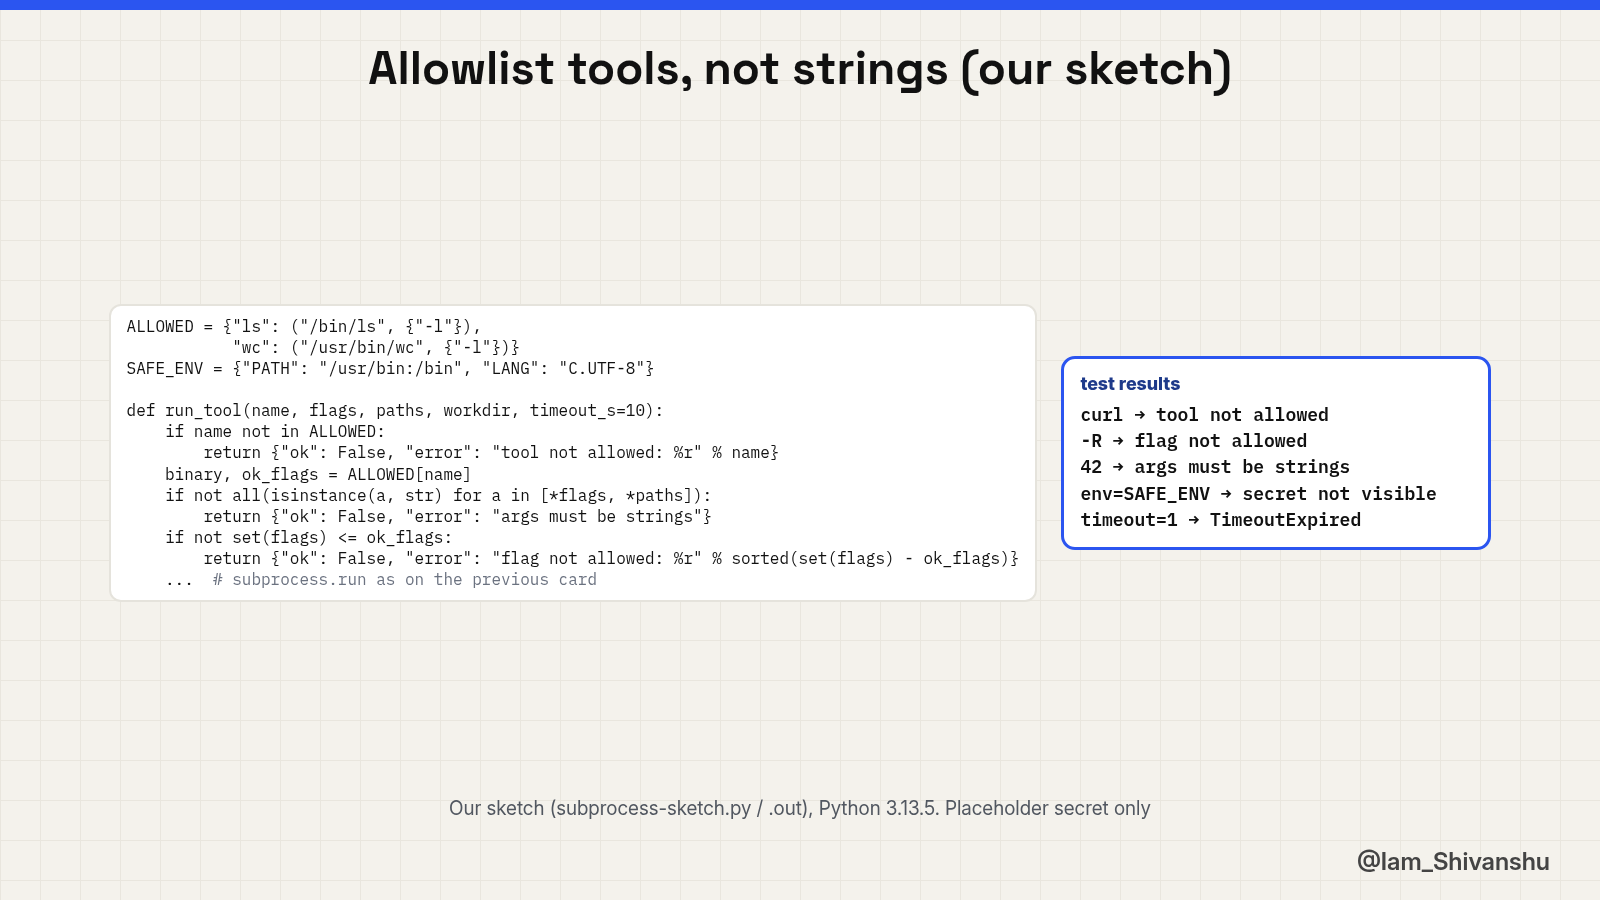 Allowlist tools, not strings (our sketch)
ALLOWED = {"ls": ("/bin/ls", {"-l"}),
           "wc": ("/usr/bin/wc", {"-l"})}
SAFE_ENV = {"PATH": "/usr/bin:/bin", "LANG": "C.UTF-8"}

def run_tool(name, flags, paths, workdir, timeout_s=10):
    if name not in ALLOWED:
        return {"ok": False, "error": "tool not allowed: %r" % name}
    binary, ok_flags = ALLOWED[name]
    if not all(isinstance(a, str) for a in [*flags, *paths]):
        return {"ok": False, "error": "args must be strings"}
    if not set(flags) <= ok_flags:
        return {"ok": False, "error": "flag not allowed: %r" % sorted(set(flags) - ok_flags)}
    ...  # subprocess.run as on the previous card
test results
curl → tool not allowed
-R → flag not allowed
42 → args must be strings
env=SAFE_ENV → secret not visible
timeout=1 → TimeoutExpired
Our sketch (subprocess-sketch.py / .out), Python 3.13.5. Placeholder secret only
@Iam_Shivanshu